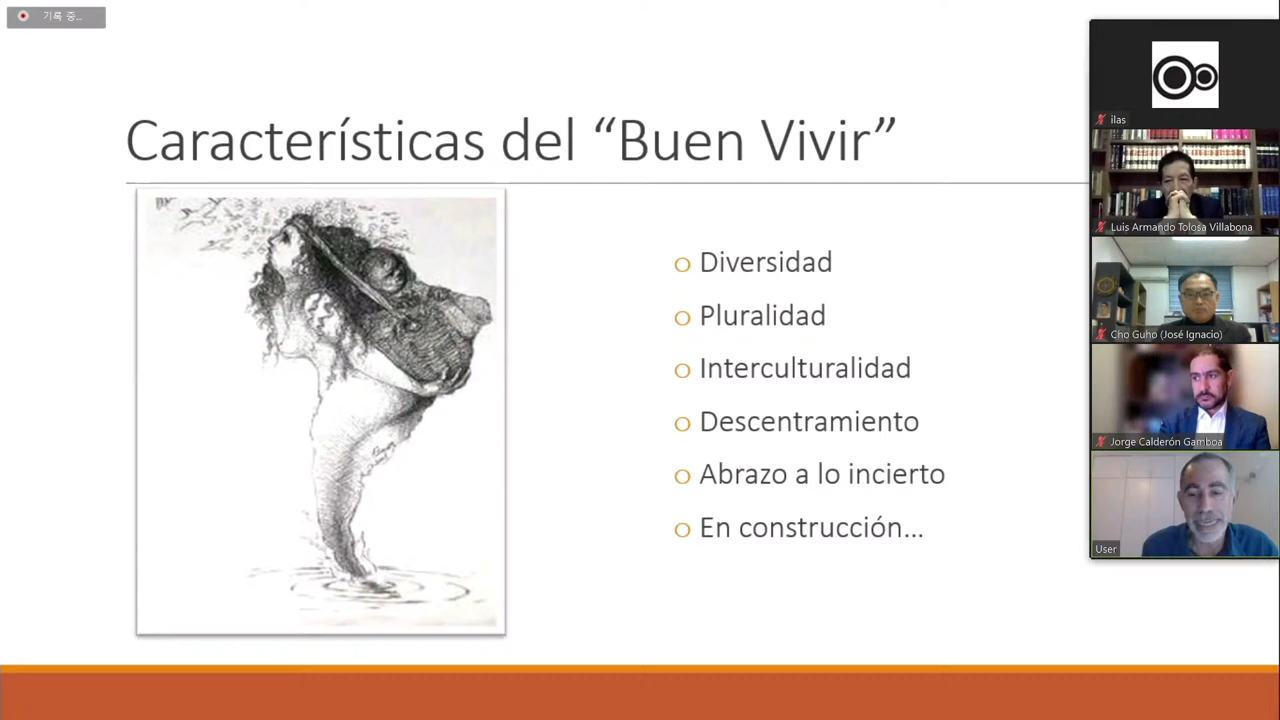 기록 중...
Características del “Buen Vivir”
Diversidad
Pluralidad
Interculturalidad
Descentramiento
Abrazo a lo incierto
En construcción...
ilas
Luis Armando Tolosa Villabona
Cho Guho (José Ignacio)
Jorge Calderón Gamboa
User